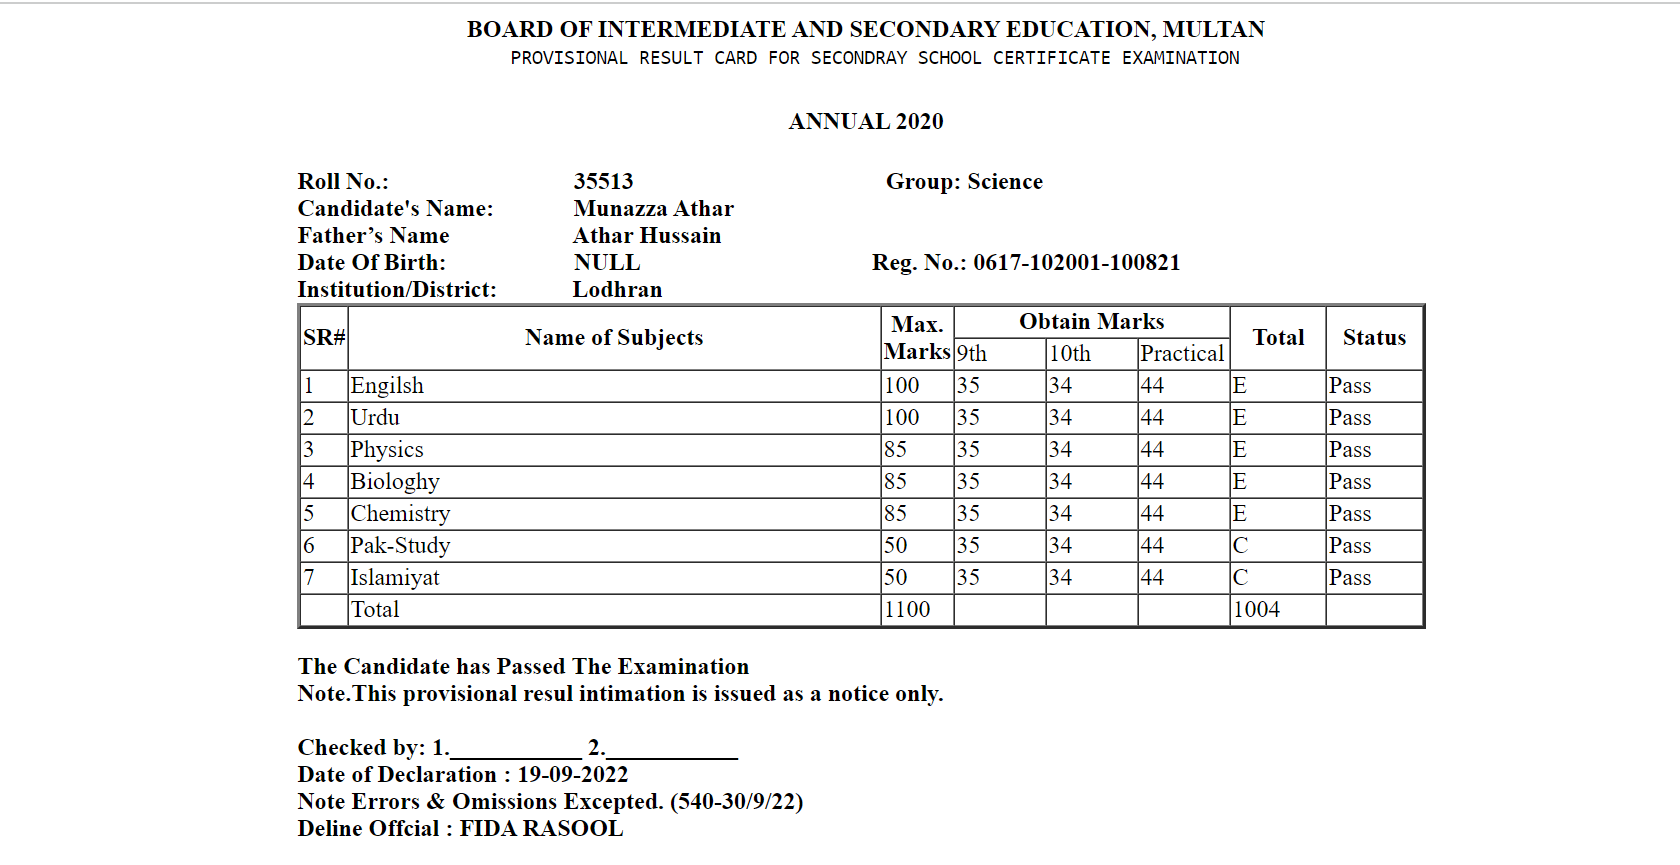 BOARD OF INTERMEDIATE AND SECONDARY EDUCATION, MULTAN
PROVISIONAL RESULT CARD FOR SECONDRAY SCHOOL CERTIFICATE EXAMINATION
ANNUAL 2020
Roll No.: 35513 Group: Science
Candidate's Name: Munazza Athar
Father’s Name Athar Hussain
Date Of Birth: NULL Reg. No.: 0617-102001-100821
Institution/District: Lodhran
SR# Name of Subjects Max. Marks Obtain Marks Total Status
9th 10th Practical
1 Engilsh 100 35 34 44 E Pass
2 Urdu 100 35 34 44 E Pass
3 Physics 85 35 34 44 E Pass
4 Biologhy 85 35 34 44 E Pass
5 Chemistry 85 35 34 44 E Pass
6 Pak-Study 50 35 34 44 C Pass
7 Islamiyat 50 35 34 44 C Pass
Total 1100 1004
The Candidate has Passed The Examination
Note.This provisional resul intimation is issued as a notice only.
Checked by: 1.___________ 2.___________
Date of Declaration : 19-09-2022
Note Errors & Omissions Excepted. (540-30/9/22)
Deline Offcial : FIDA RASOOL